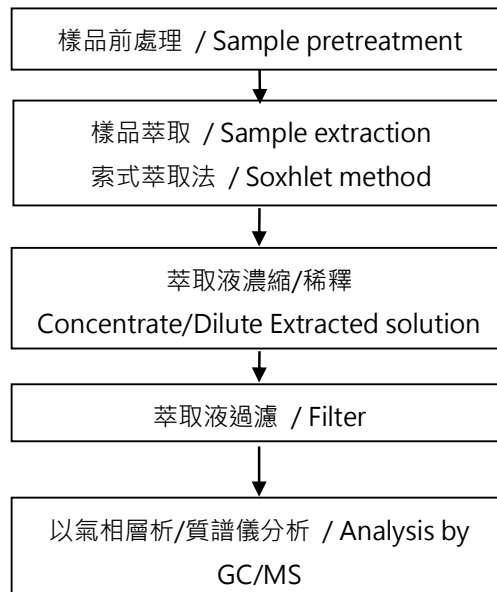 樣品前處理 / Sample pretreatment
樣品萃取 / Sample extraction
索式萃取法 / Soxhlet method
萃取液濃縮/稀釋
Concentrate/Dilute Extracted solution
萃取液過濾 / Filter
以氣相層析/質譜儀分析 / Analysis by
GC/MS